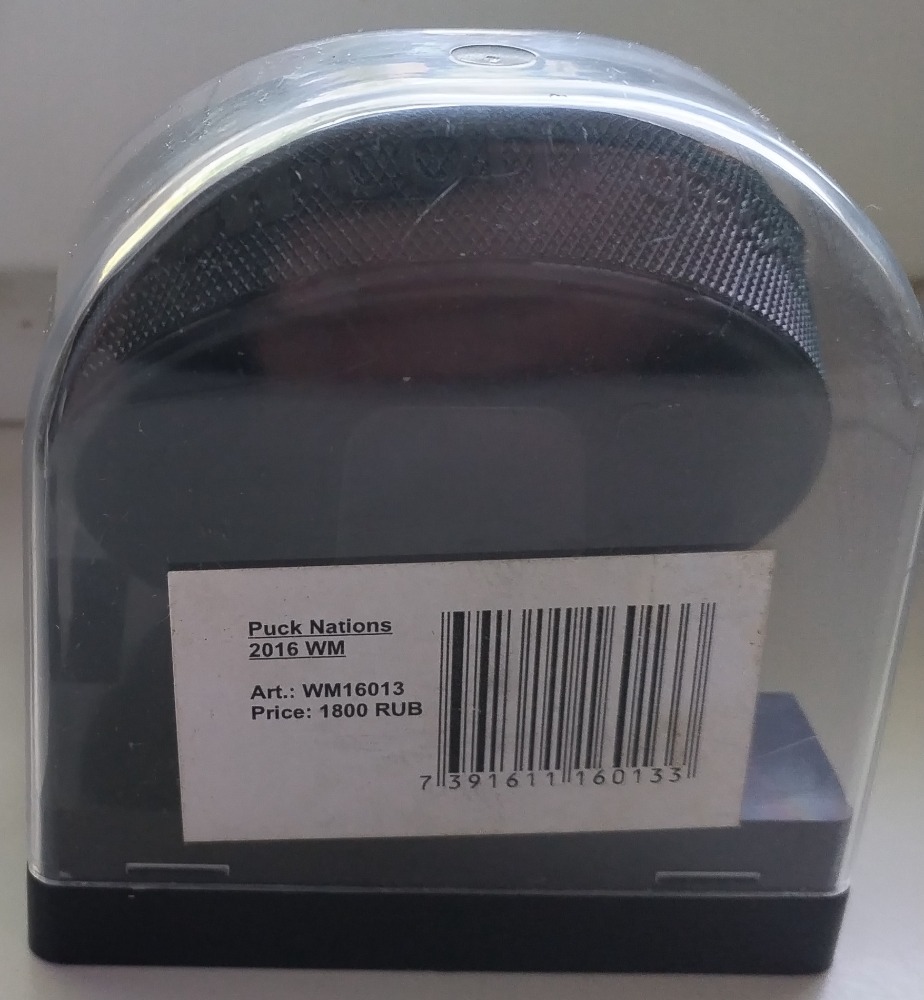 Puck Nations
2016 WM
Art.: WM16013
Price: 1800 RUB
7 391611 160133